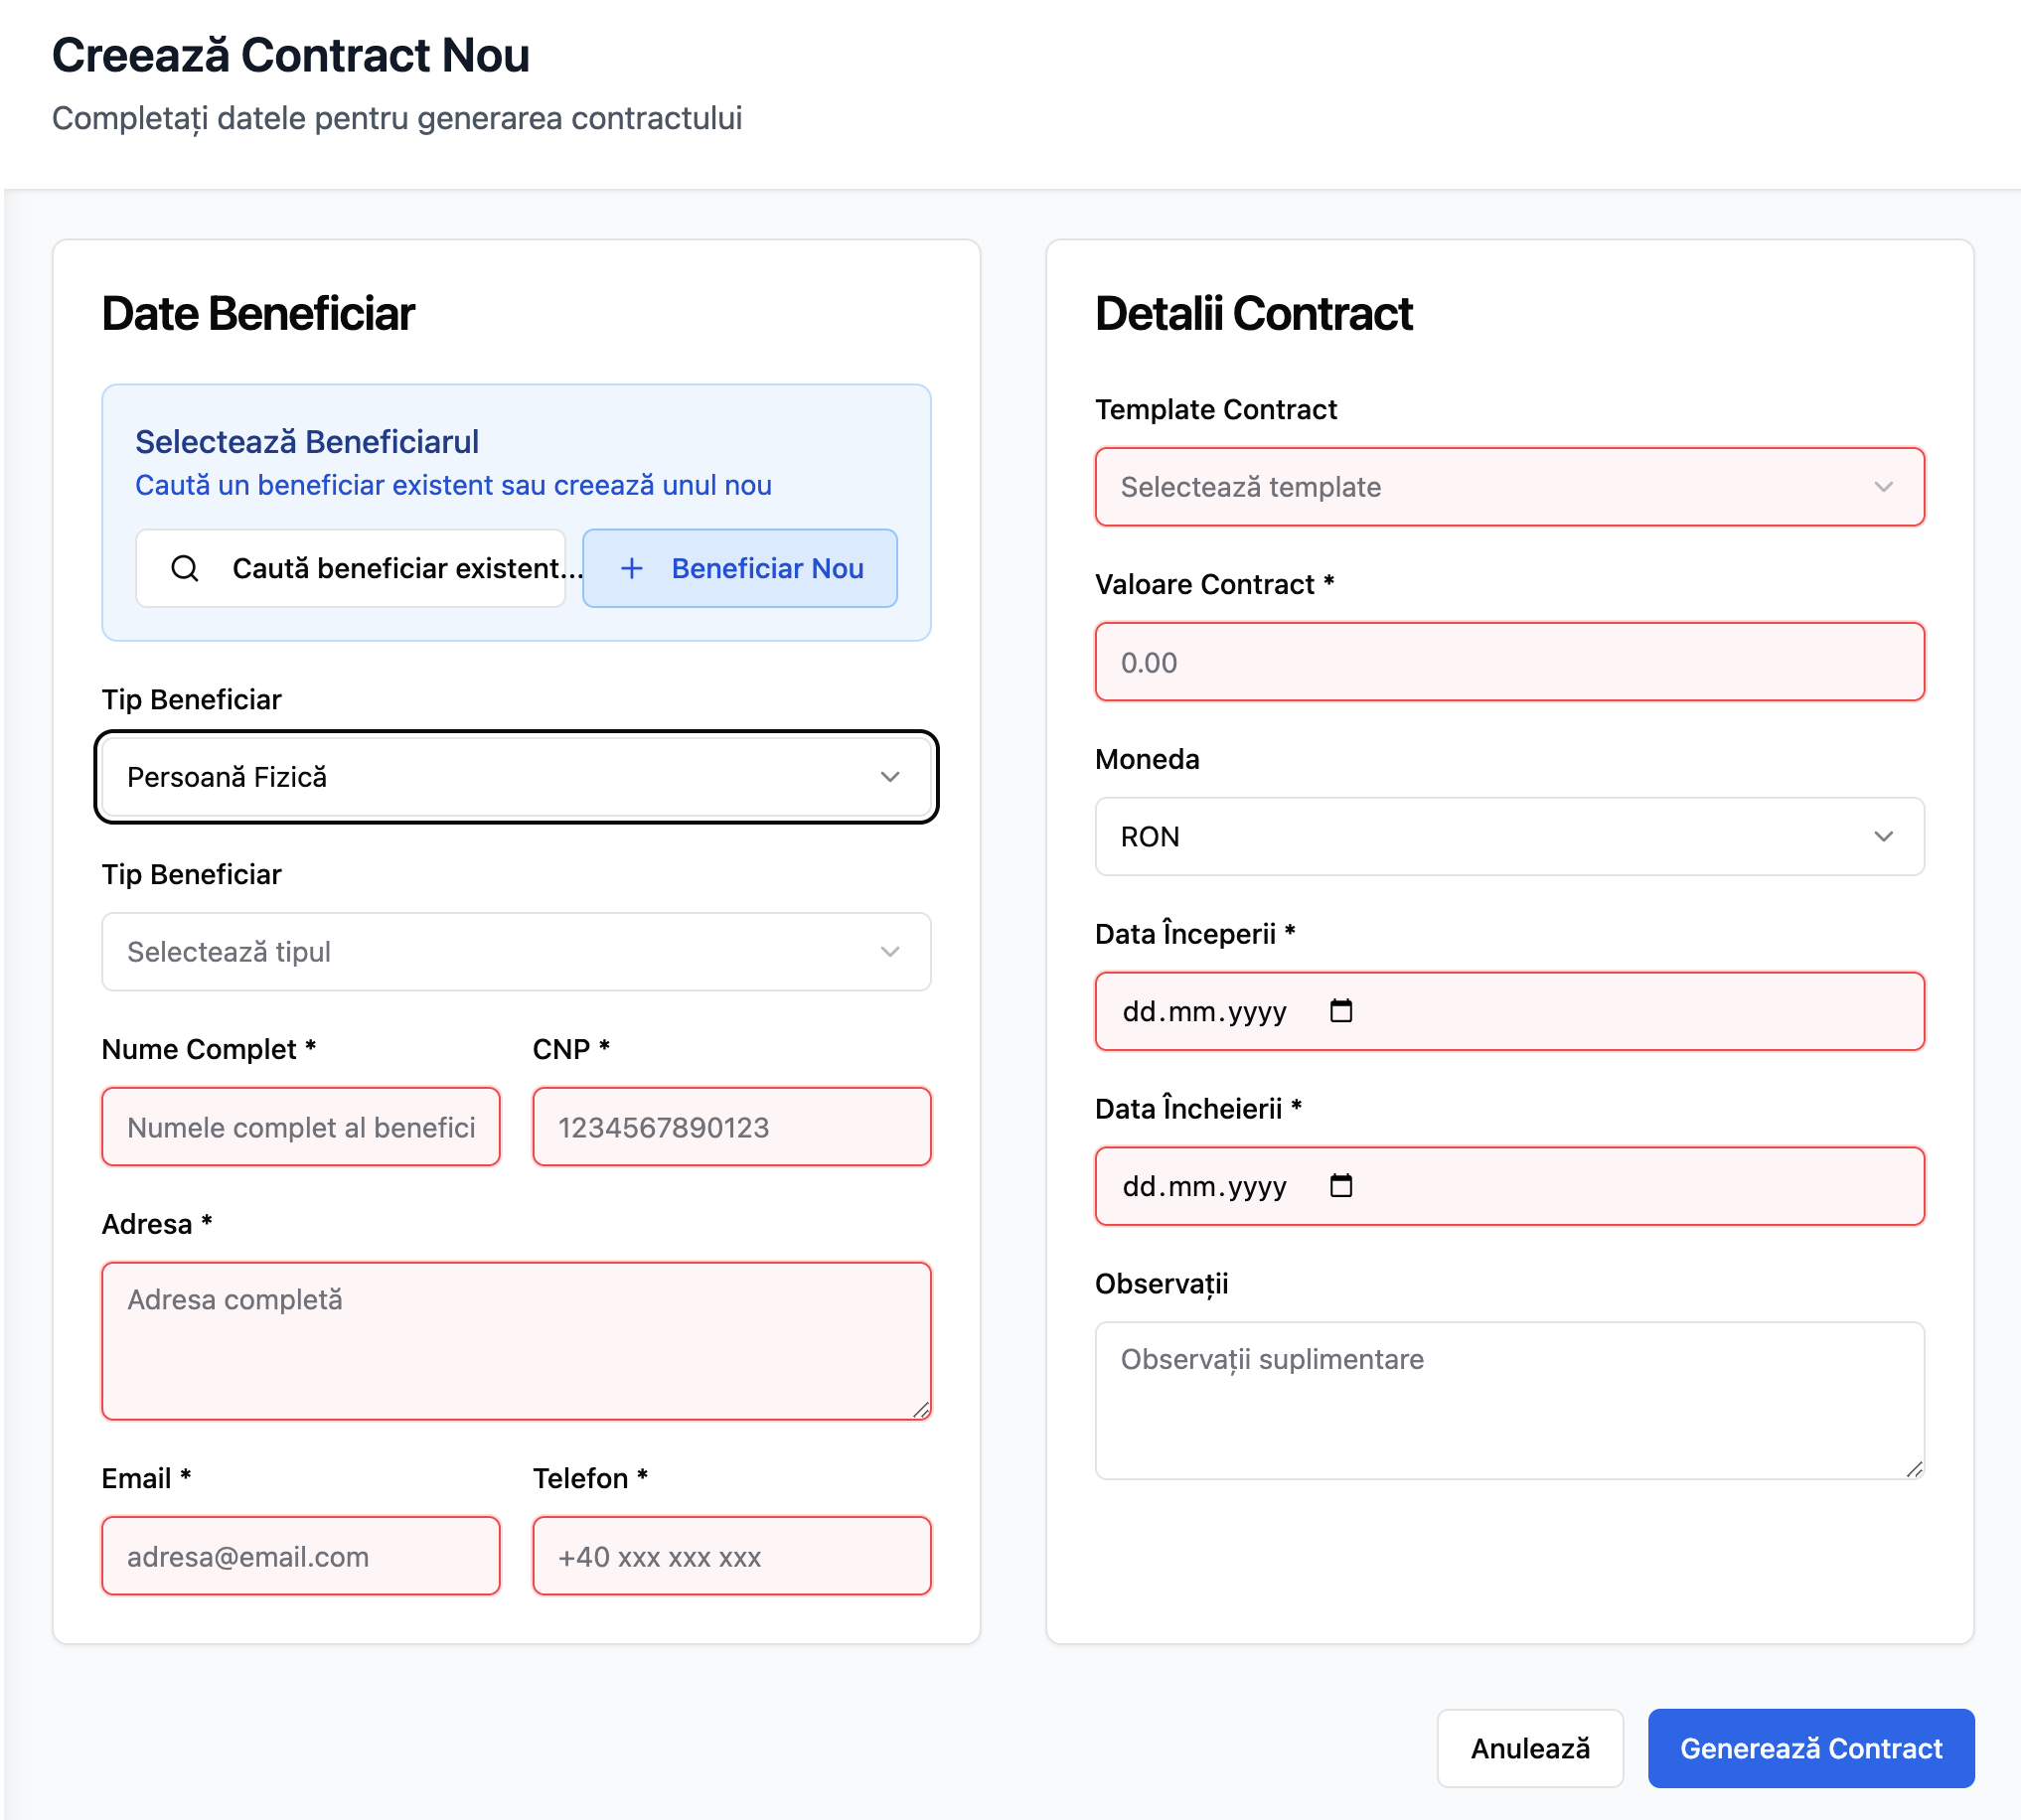 Creează Contract Nou
Completați datele pentru generarea contractului
Date Beneficiar
Selectează Beneficiarul
Caută un beneficiar existent sau creează unul nou
Caută beneficiar existent...
+ Beneficiar Nou
Tip Beneficiar
Persoană Fizică
Tip Beneficiar
Selectează tipul
Nume Complet *
CNP *
Numele complet al benefici
1234567890123
Adresa *
Adresa completă
Email *
Telefon *
adresa@email.com
+40 xxx xxx xxx
Detalii Contract
Template Contract
Selectează template
Valoare Contract *
0.00
Moneda
RON
Data Începerii *
dd.mm.yyyy
Data Încheierii *
dd.mm.yyyy
Observații
Observații suplimentare
Anulează
Generează Contract